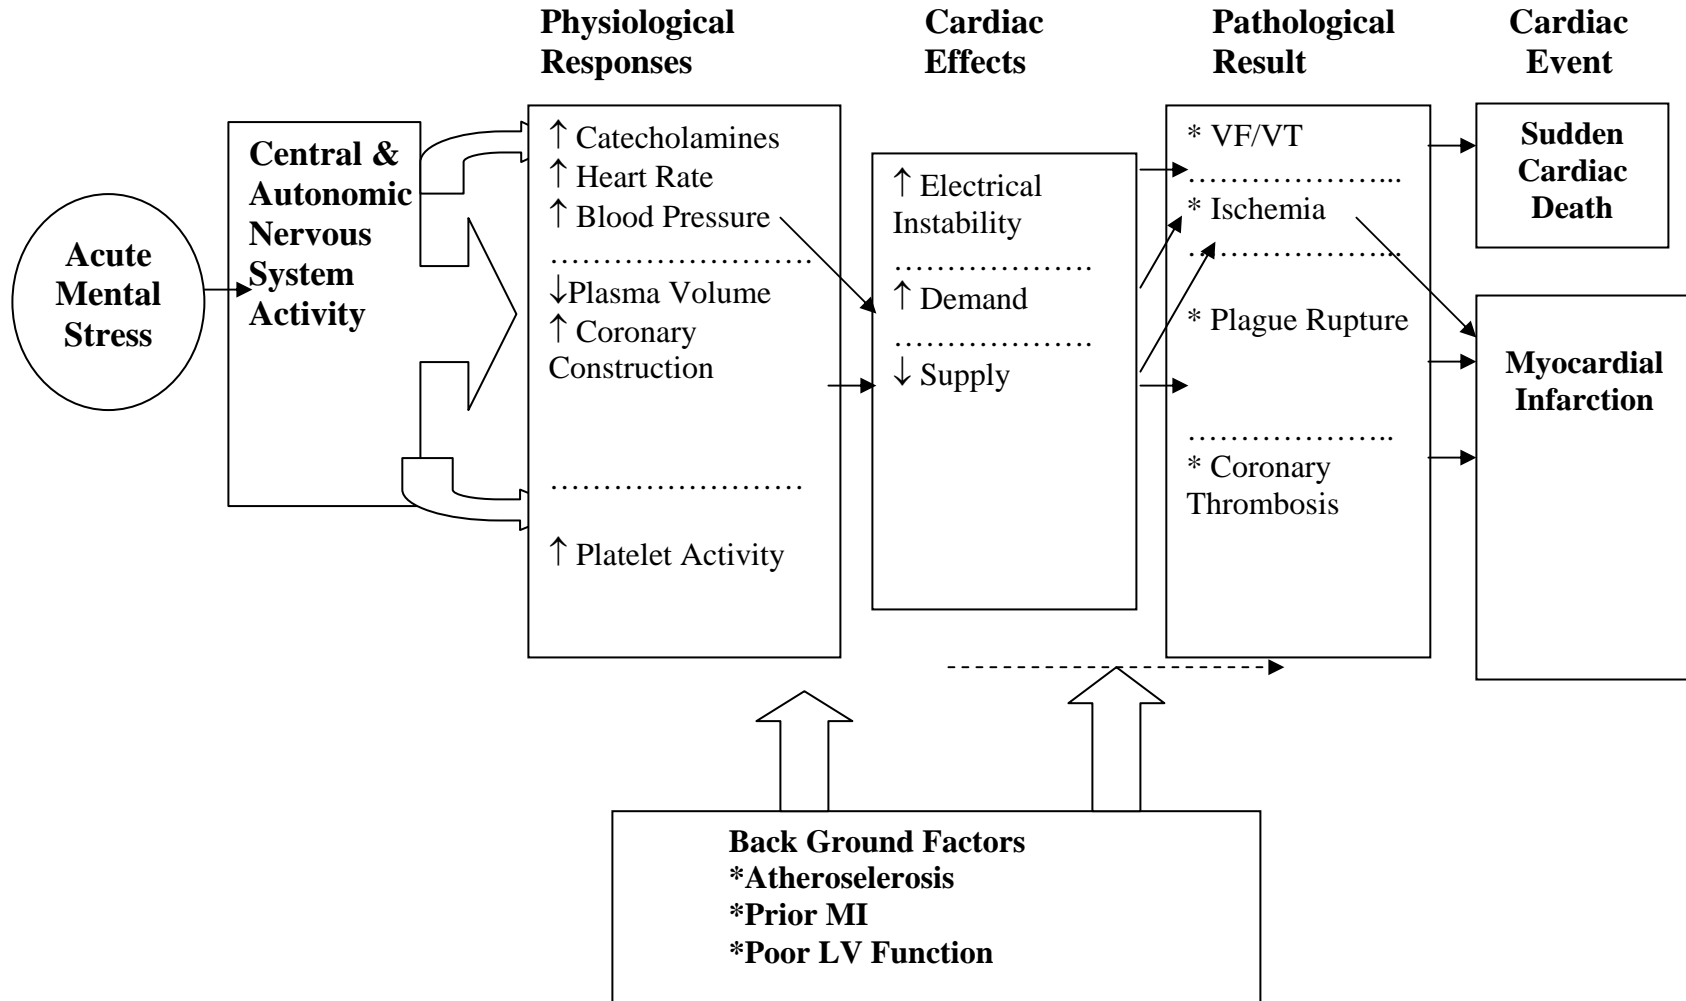 Physiological
Responses
Cardiac
Effects
Pathological
Result
Cardiac
Event
Acute
Mental
Stress
Central &
Autonomic
Nervous
System
Activity
↑ Catecholamines
↑ Heart Rate
↑ Blood Pressure
………………………
↓Plasma Volume
↑ Coronary
Construction
……………………
↑ Platelet Activity
↑ Electrical
Instability
………………..
↑ Demand
………………..
↓ Supply
* VF/VT
…………………...
* Ischemia
…………………..
* Plague Rupture
…………………..
* Coronary
Thrombosis
Sudden
Cardiac
Death
Myocardial
Infarction
Back Ground Factors
*Atheroselerosis
*Prior MI
*Poor LV Function